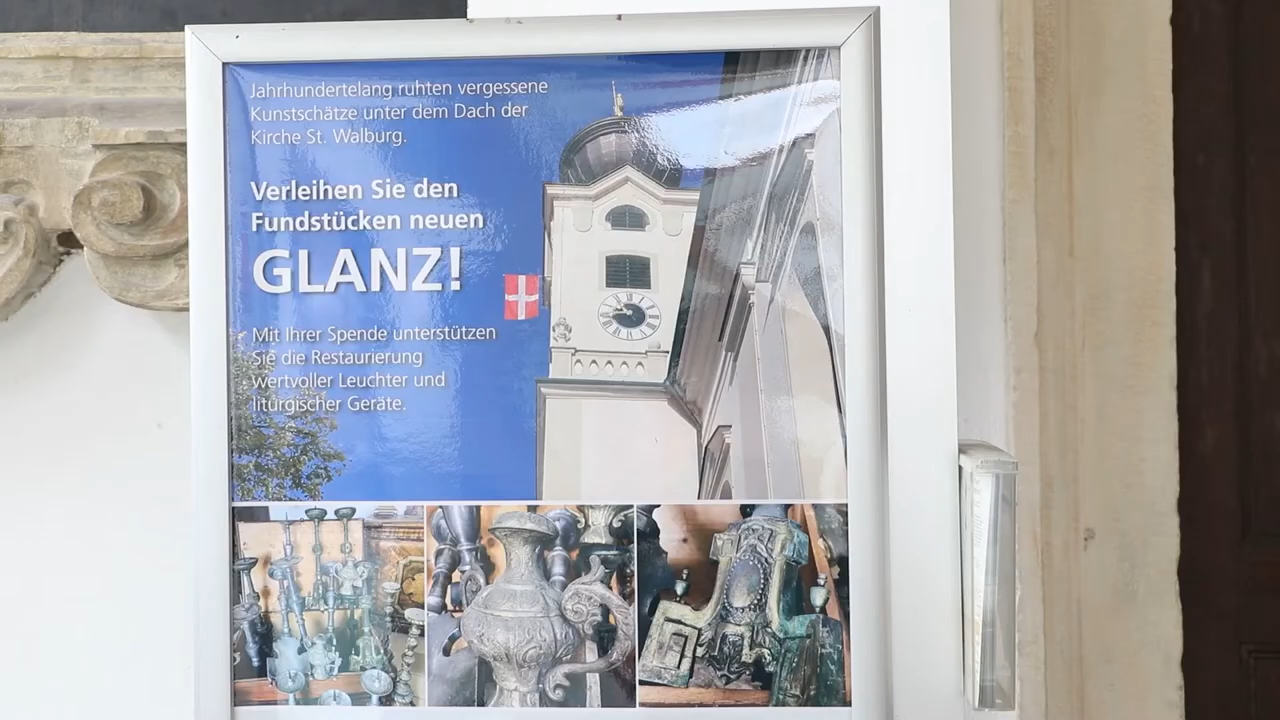 Jahrhundertelang ruhten vergessene
Kunstschätze unter dem Dach der
Kirche St. Walburg.
Verleihen Sie den
Fundstücken neuen
GLANZ!
Mit Ihrer Spende unterstützen
Sie die Restaurierung
wertvoller Leuchter und
liturgischer Geräte.